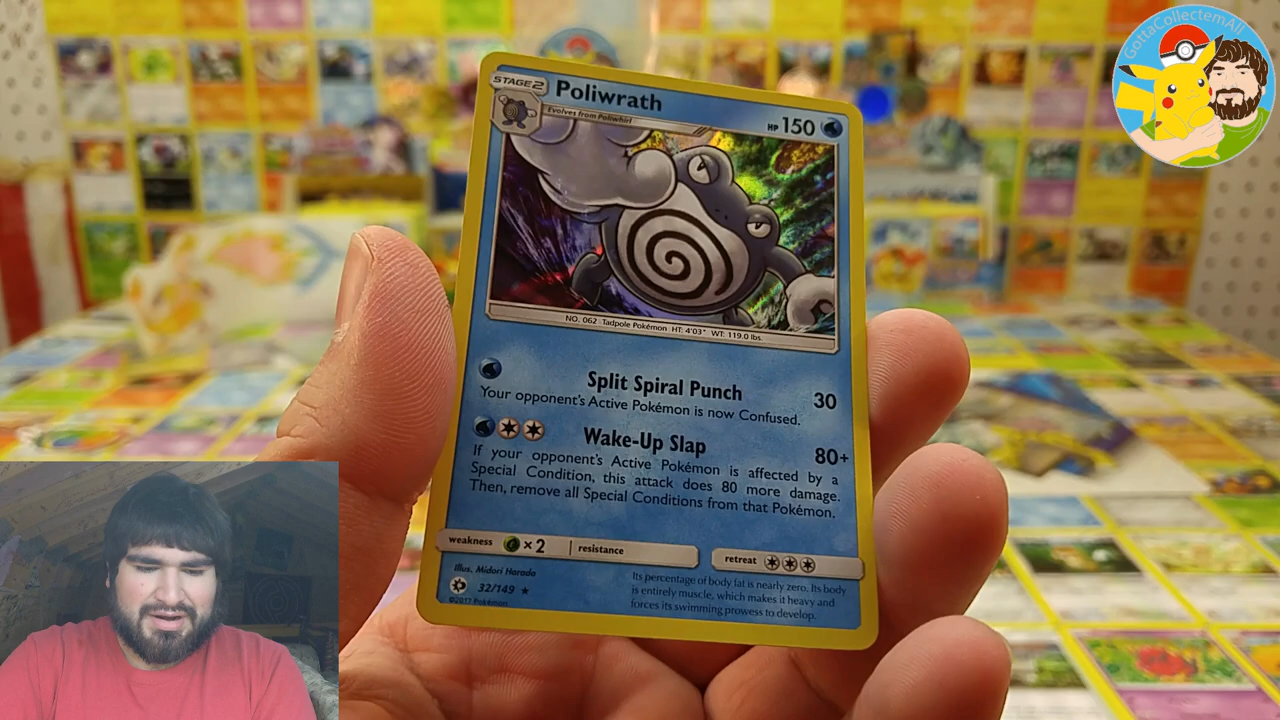 GottaCollectemAll
STAGE 2
Poliwrath
HP 150
Evolves from Poliwhirl
NO. 062 Tadpole Pokémon HT: 4'03" WT: 119.0 lbs.
Split Spiral Punch 30
Your opponent's Active Pokémon is now Confused.
Wake-Up Slap 80+
If your opponent's Active Pokémon is affected by a
Special Condition, this attack does 80 more damage.
Then, remove all Special Conditions from that Pokémon.
weakness ×2 resistance
retreat
Illus. Midori Harada
32/149 ★
©2017 Pokémon
Its percentage of body fat is nearly zero. Its body
is entirely muscle, which makes it heavy and
forces its swimming prowess to develop.